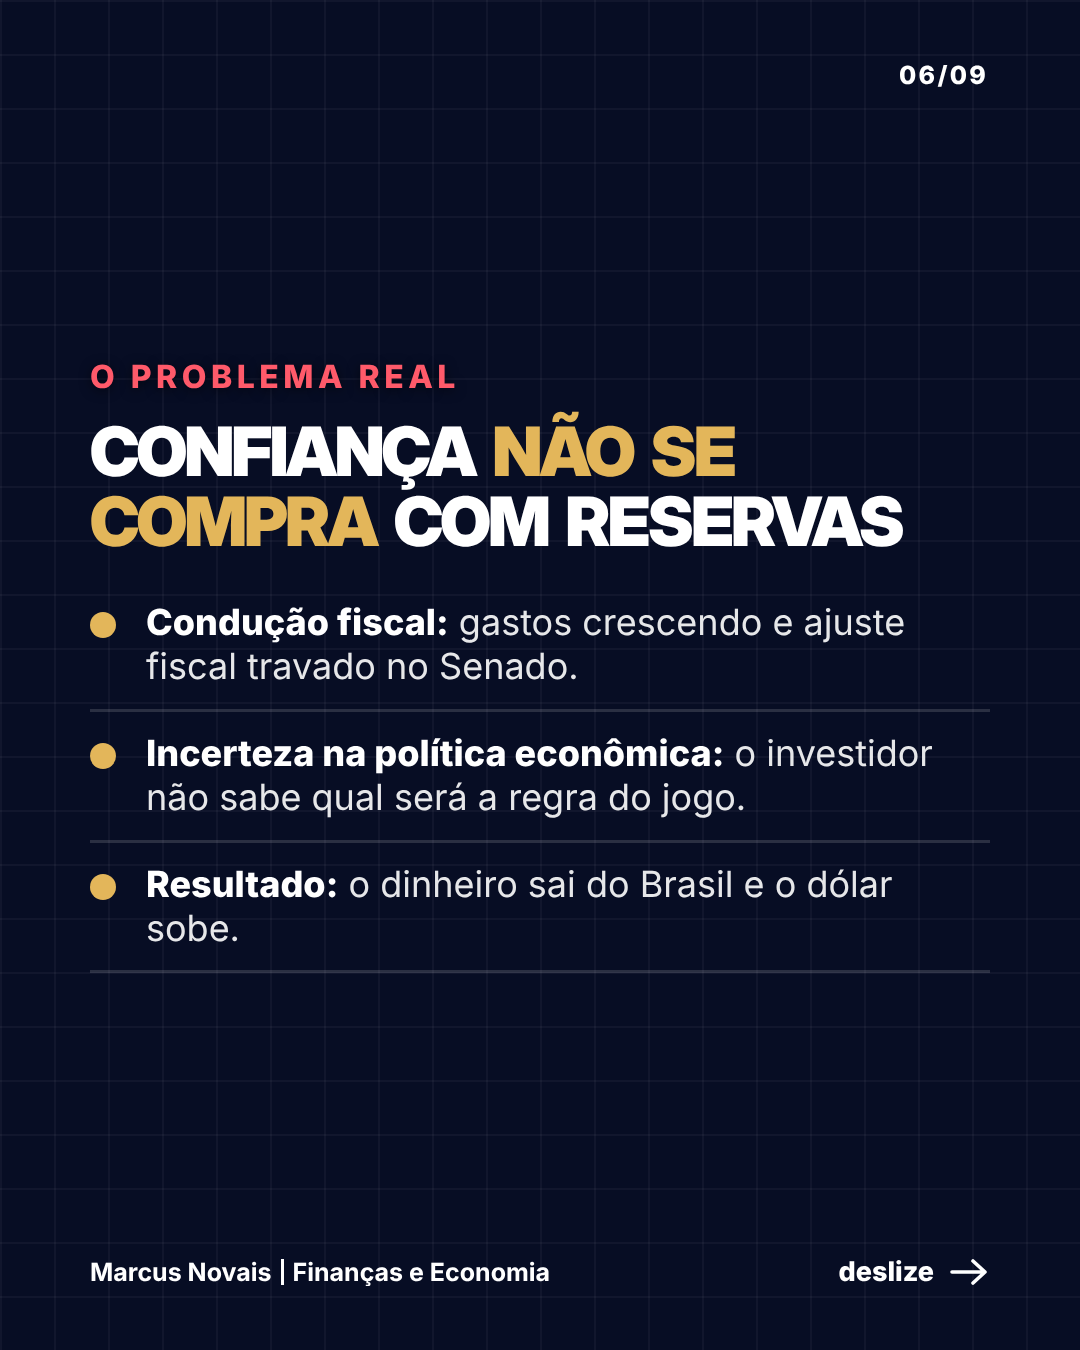 06/09
O PROBLEMA REAL
CONFIANÇA NÃO SE
COMPRA COM RESERVAS
Condução fiscal: gastos crescendo e ajuste
fiscal travado no Senado.
Incerteza na política econômica: o investidor
não sabe qual será a regra do jogo.
Resultado: o dinheiro sai do Brasil e o dólar
sobe.
Marcus Novais | Finanças e Economia
deslize →